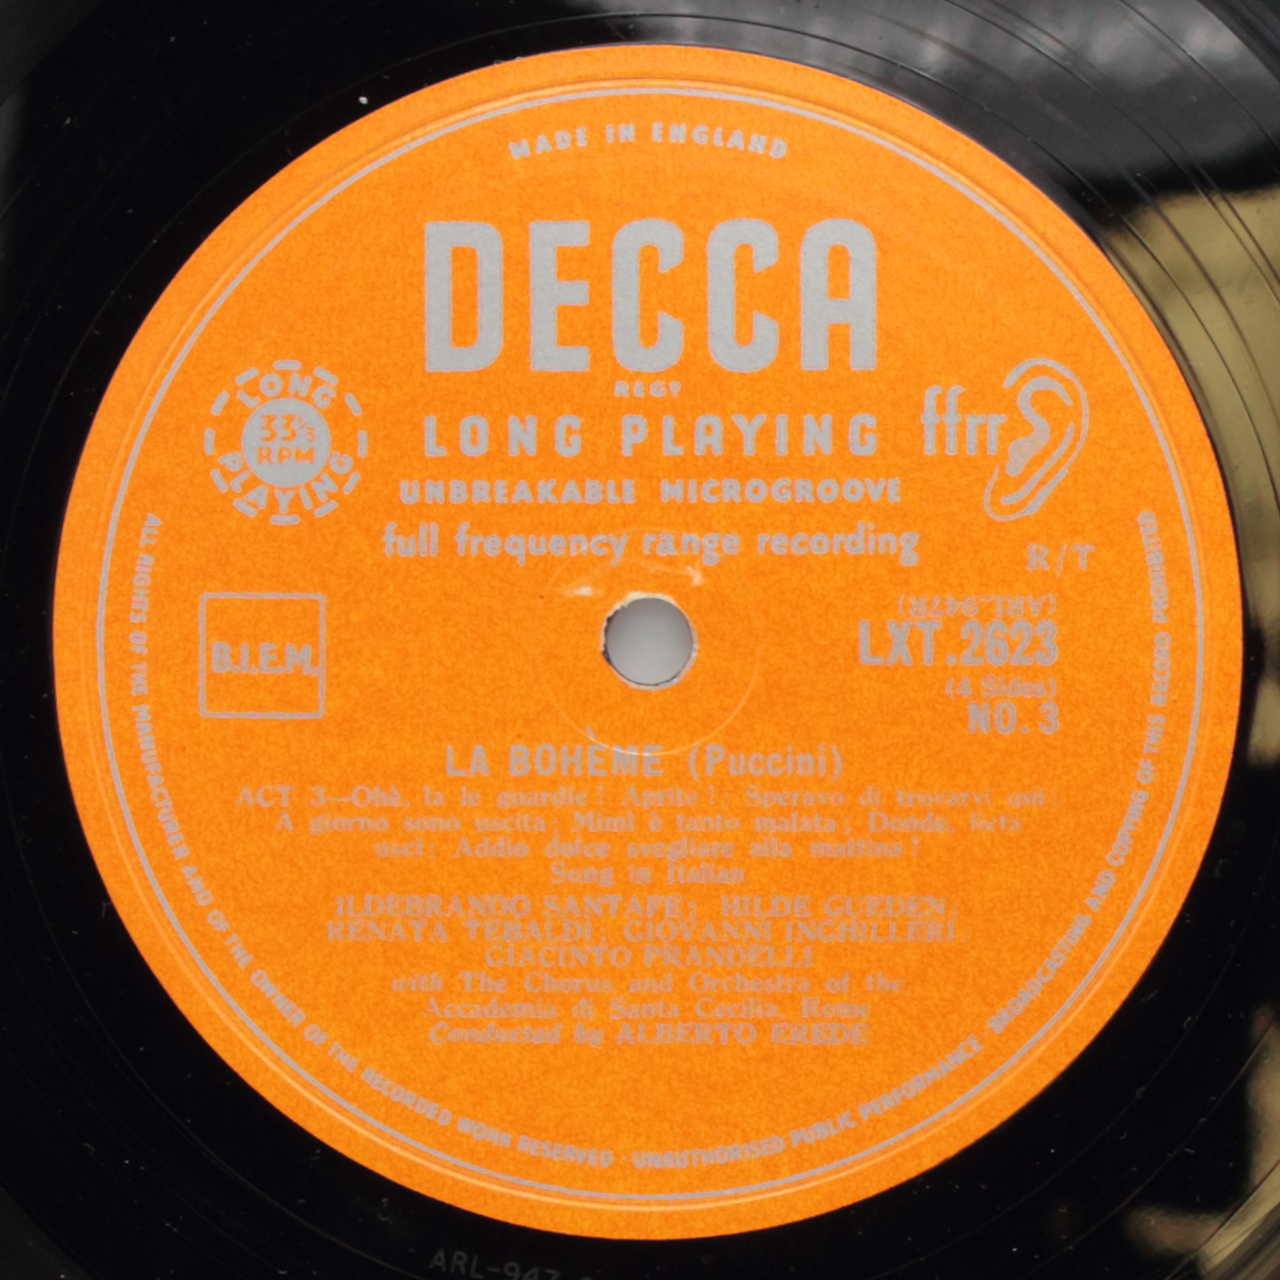 MADE IN ENGLAND
DECCA
REGD
LONG PLAYING
UNBREAKABLE MICROGROOVE
full frequency range recording
LONG
33⅓
RPM
PLAYING
ffrr
R/T
B.I.E.M.
(ARL.947R)
LXT.2623
(4 Sides)
NO. 3
LA BOHEME (Puccini)
ACT 3—Ohè, la le guardie! Aprite!; Speravo di trovarvi qui;
A giorno sono uscita; Mimì è tanto malata; Donde, lieta
uscì; Addio dolce svegliare alla mattina!
Sung in Italian
ILDEBRANDO SANTAFE; HILDE GUEDEN;
RENATA TEBALDI; GIOVANNI INGHILLERI;
GIACINTO PRANDELLI
with The Chorus and Orchestra of the
Accademia di Santa Cecilia, Rome
Conducted by ALBERTO EREDE
ALL RIGHTS OF THE MANUFACTURER AND OF THE OWNER OF THE RECORDED WORK RESERVED · UNAUTHORISED PUBLIC PERFORMANCE · BROADCASTING AND COPYING OF THIS RECORD PROHIBITED
ARL-947